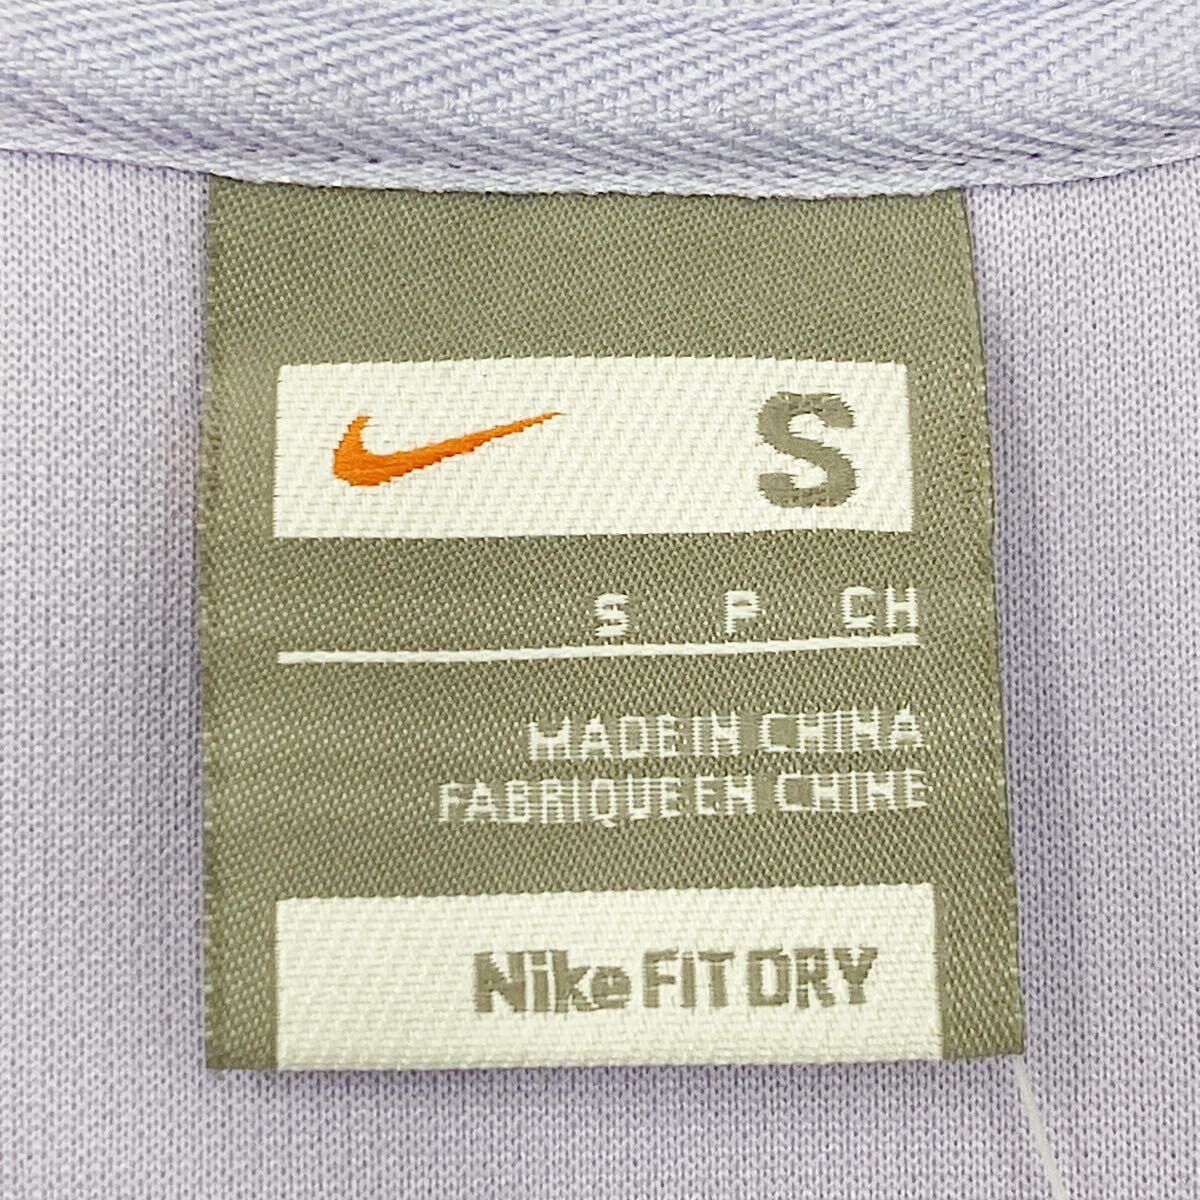 S
S P CH
MADE IN CHINA
FABRIQUE EN CHINE
Nike FIT DRY